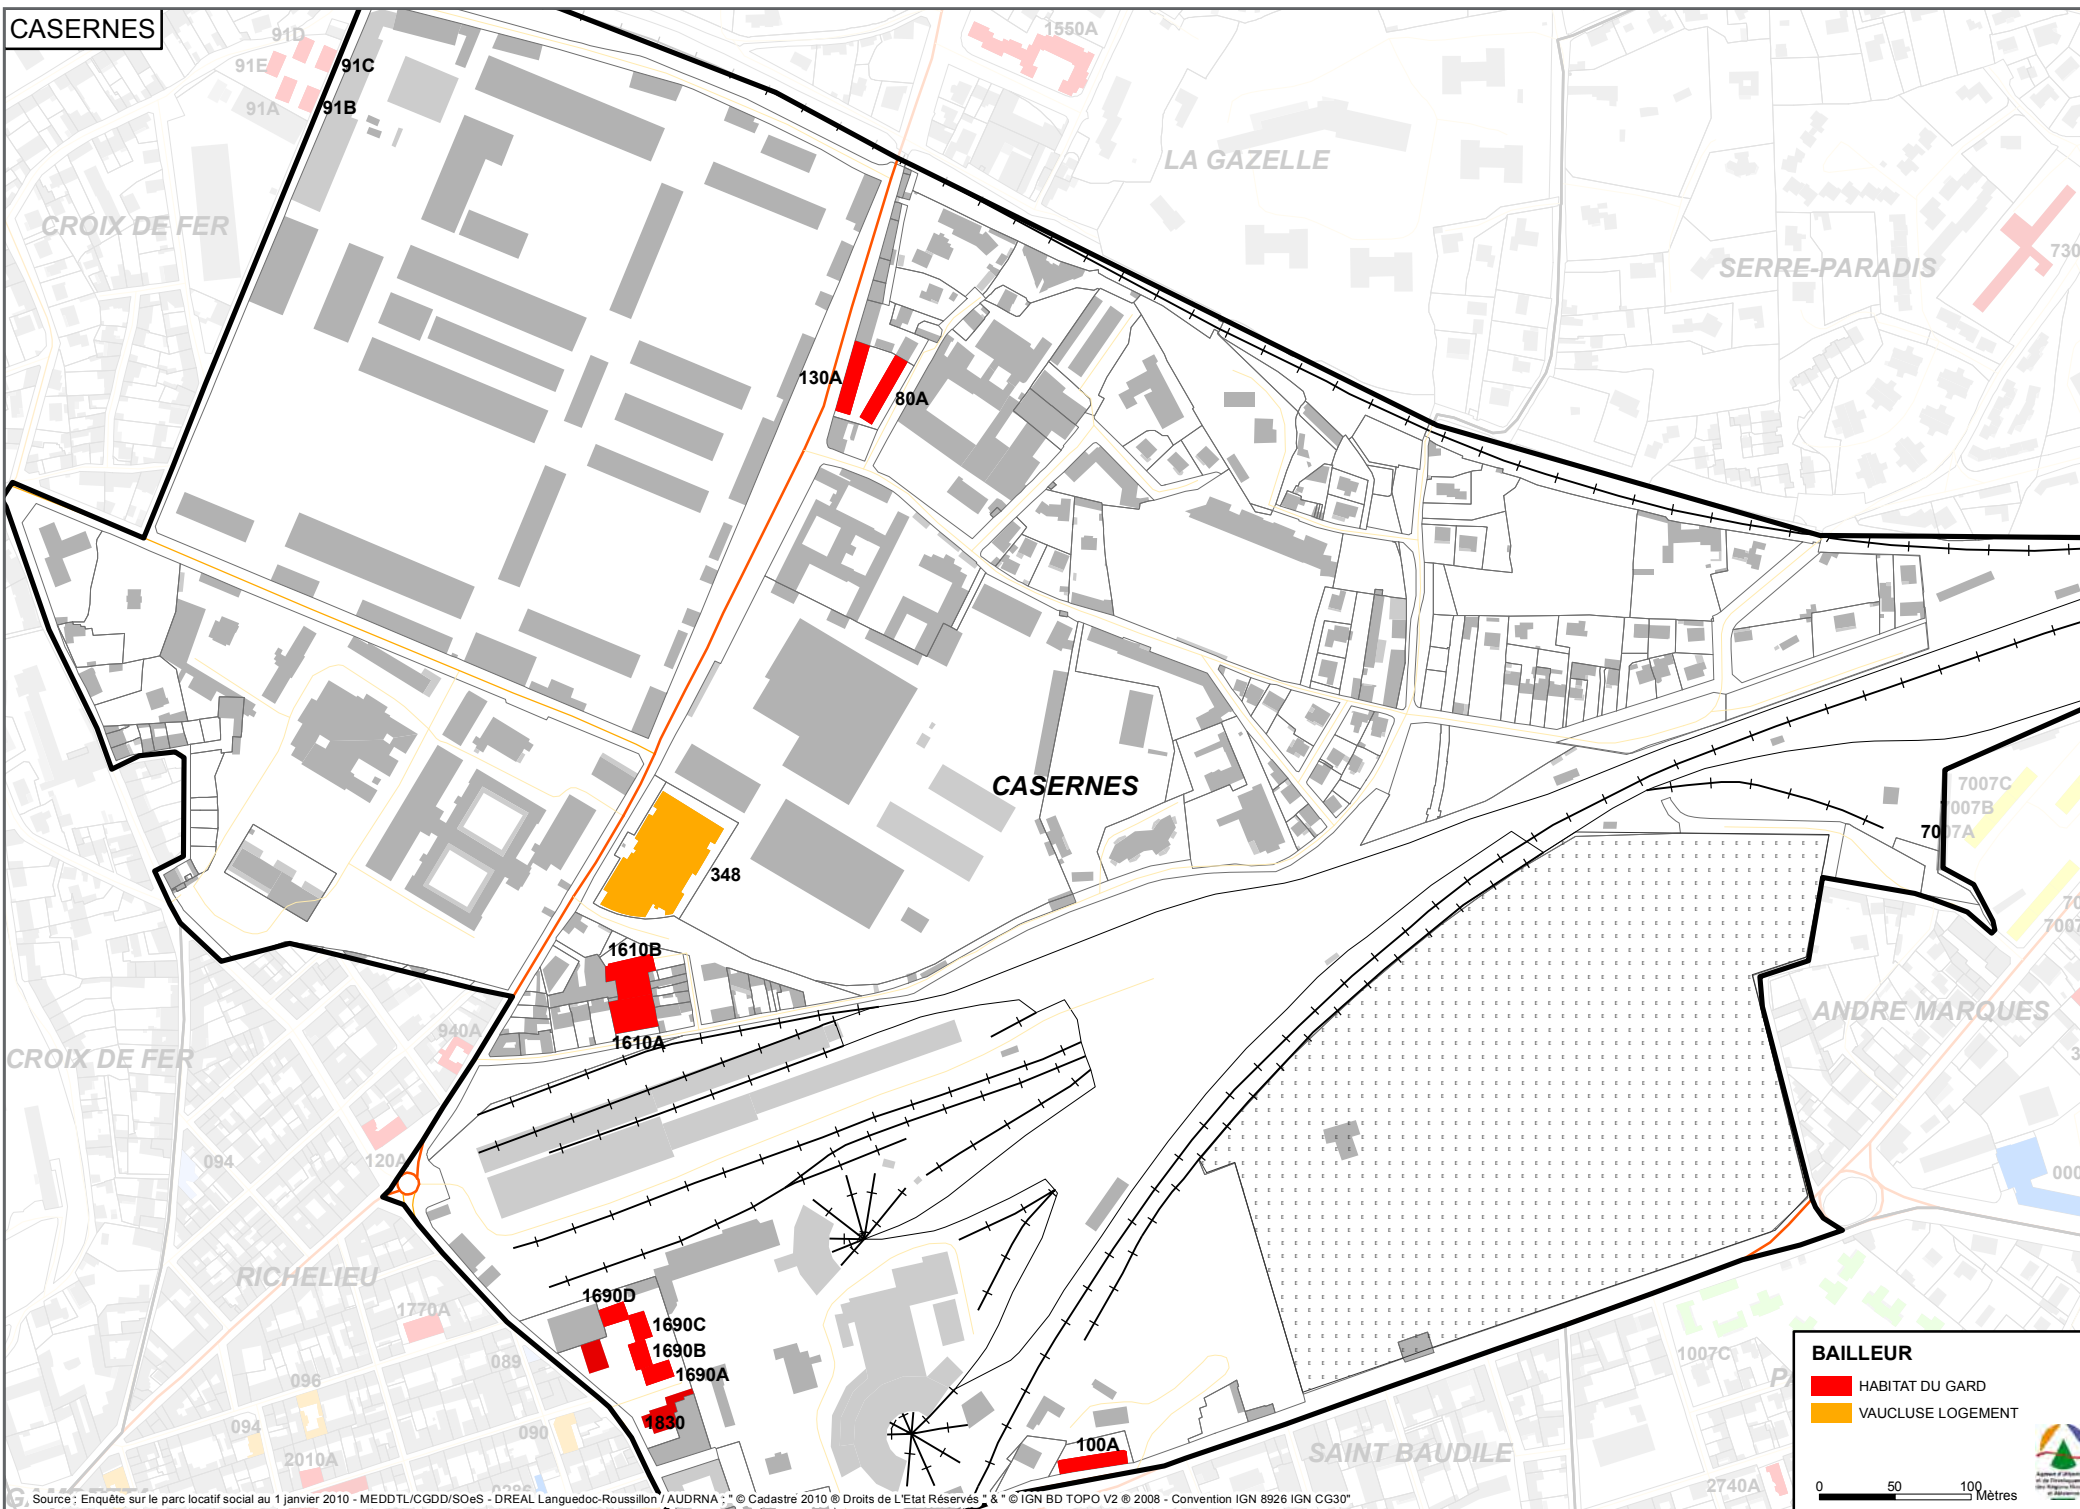 CASERNES
91D
1550A
91E
91C
91A
91B
LA GAZELLE
CROIX DE FER
SERRE-PARADIS
730
130A
80A
CASERNES
7007C
7007B
7007A
348
7007
1610B
ANDRE MARQUES
940A
1610A
CROIX DE FER
094
120A
000
RICHELIEU
1690D
1770A
1690C
1690B
1007C
089
1690A
096
1830
094
090
100A
2010A
SAINT BAUDILE
2740A
BAILLEUR
HABITAT DU GARD
VAUCLUSE LOGEMENT
0 50 100
Mètres
Source : Enquête sur le parc locatif social au 1 janvier 2010 - MEDDTL/CGDD/SOeS - DREAL Languedoc-Roussillon / AUDRNA ; " © Cadastre 2010 ® Droits de L'Etat Réservés " & " © IGN BD TOPO V2 ® 2008 - Convention IGN 8926 IGN CG30"